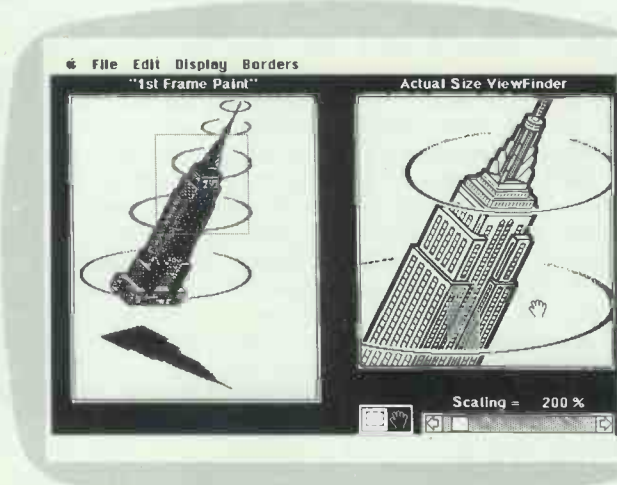 File Edit Display Borders
"1st Frame Paint"
Actual Size ViewFinder
Scaling = 200 %